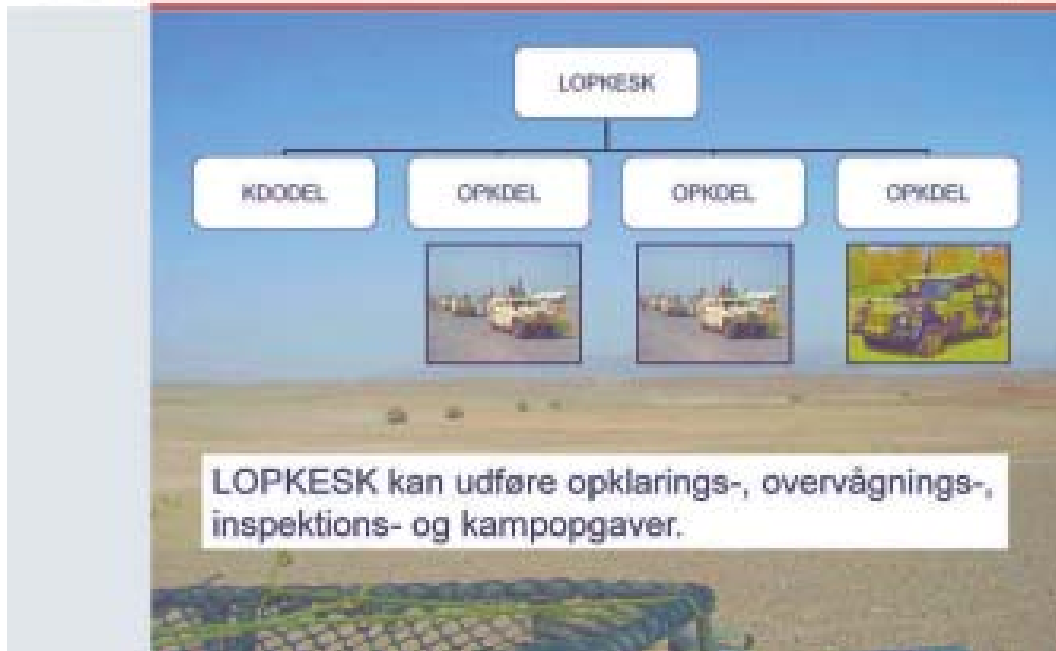 LOPKESK
KDODEL
OPKDEL
OPKDEL
OPKDEL
LOPKESK kan udføre opklarings-, overvågnings-,
inspektions- og kampopgaver.